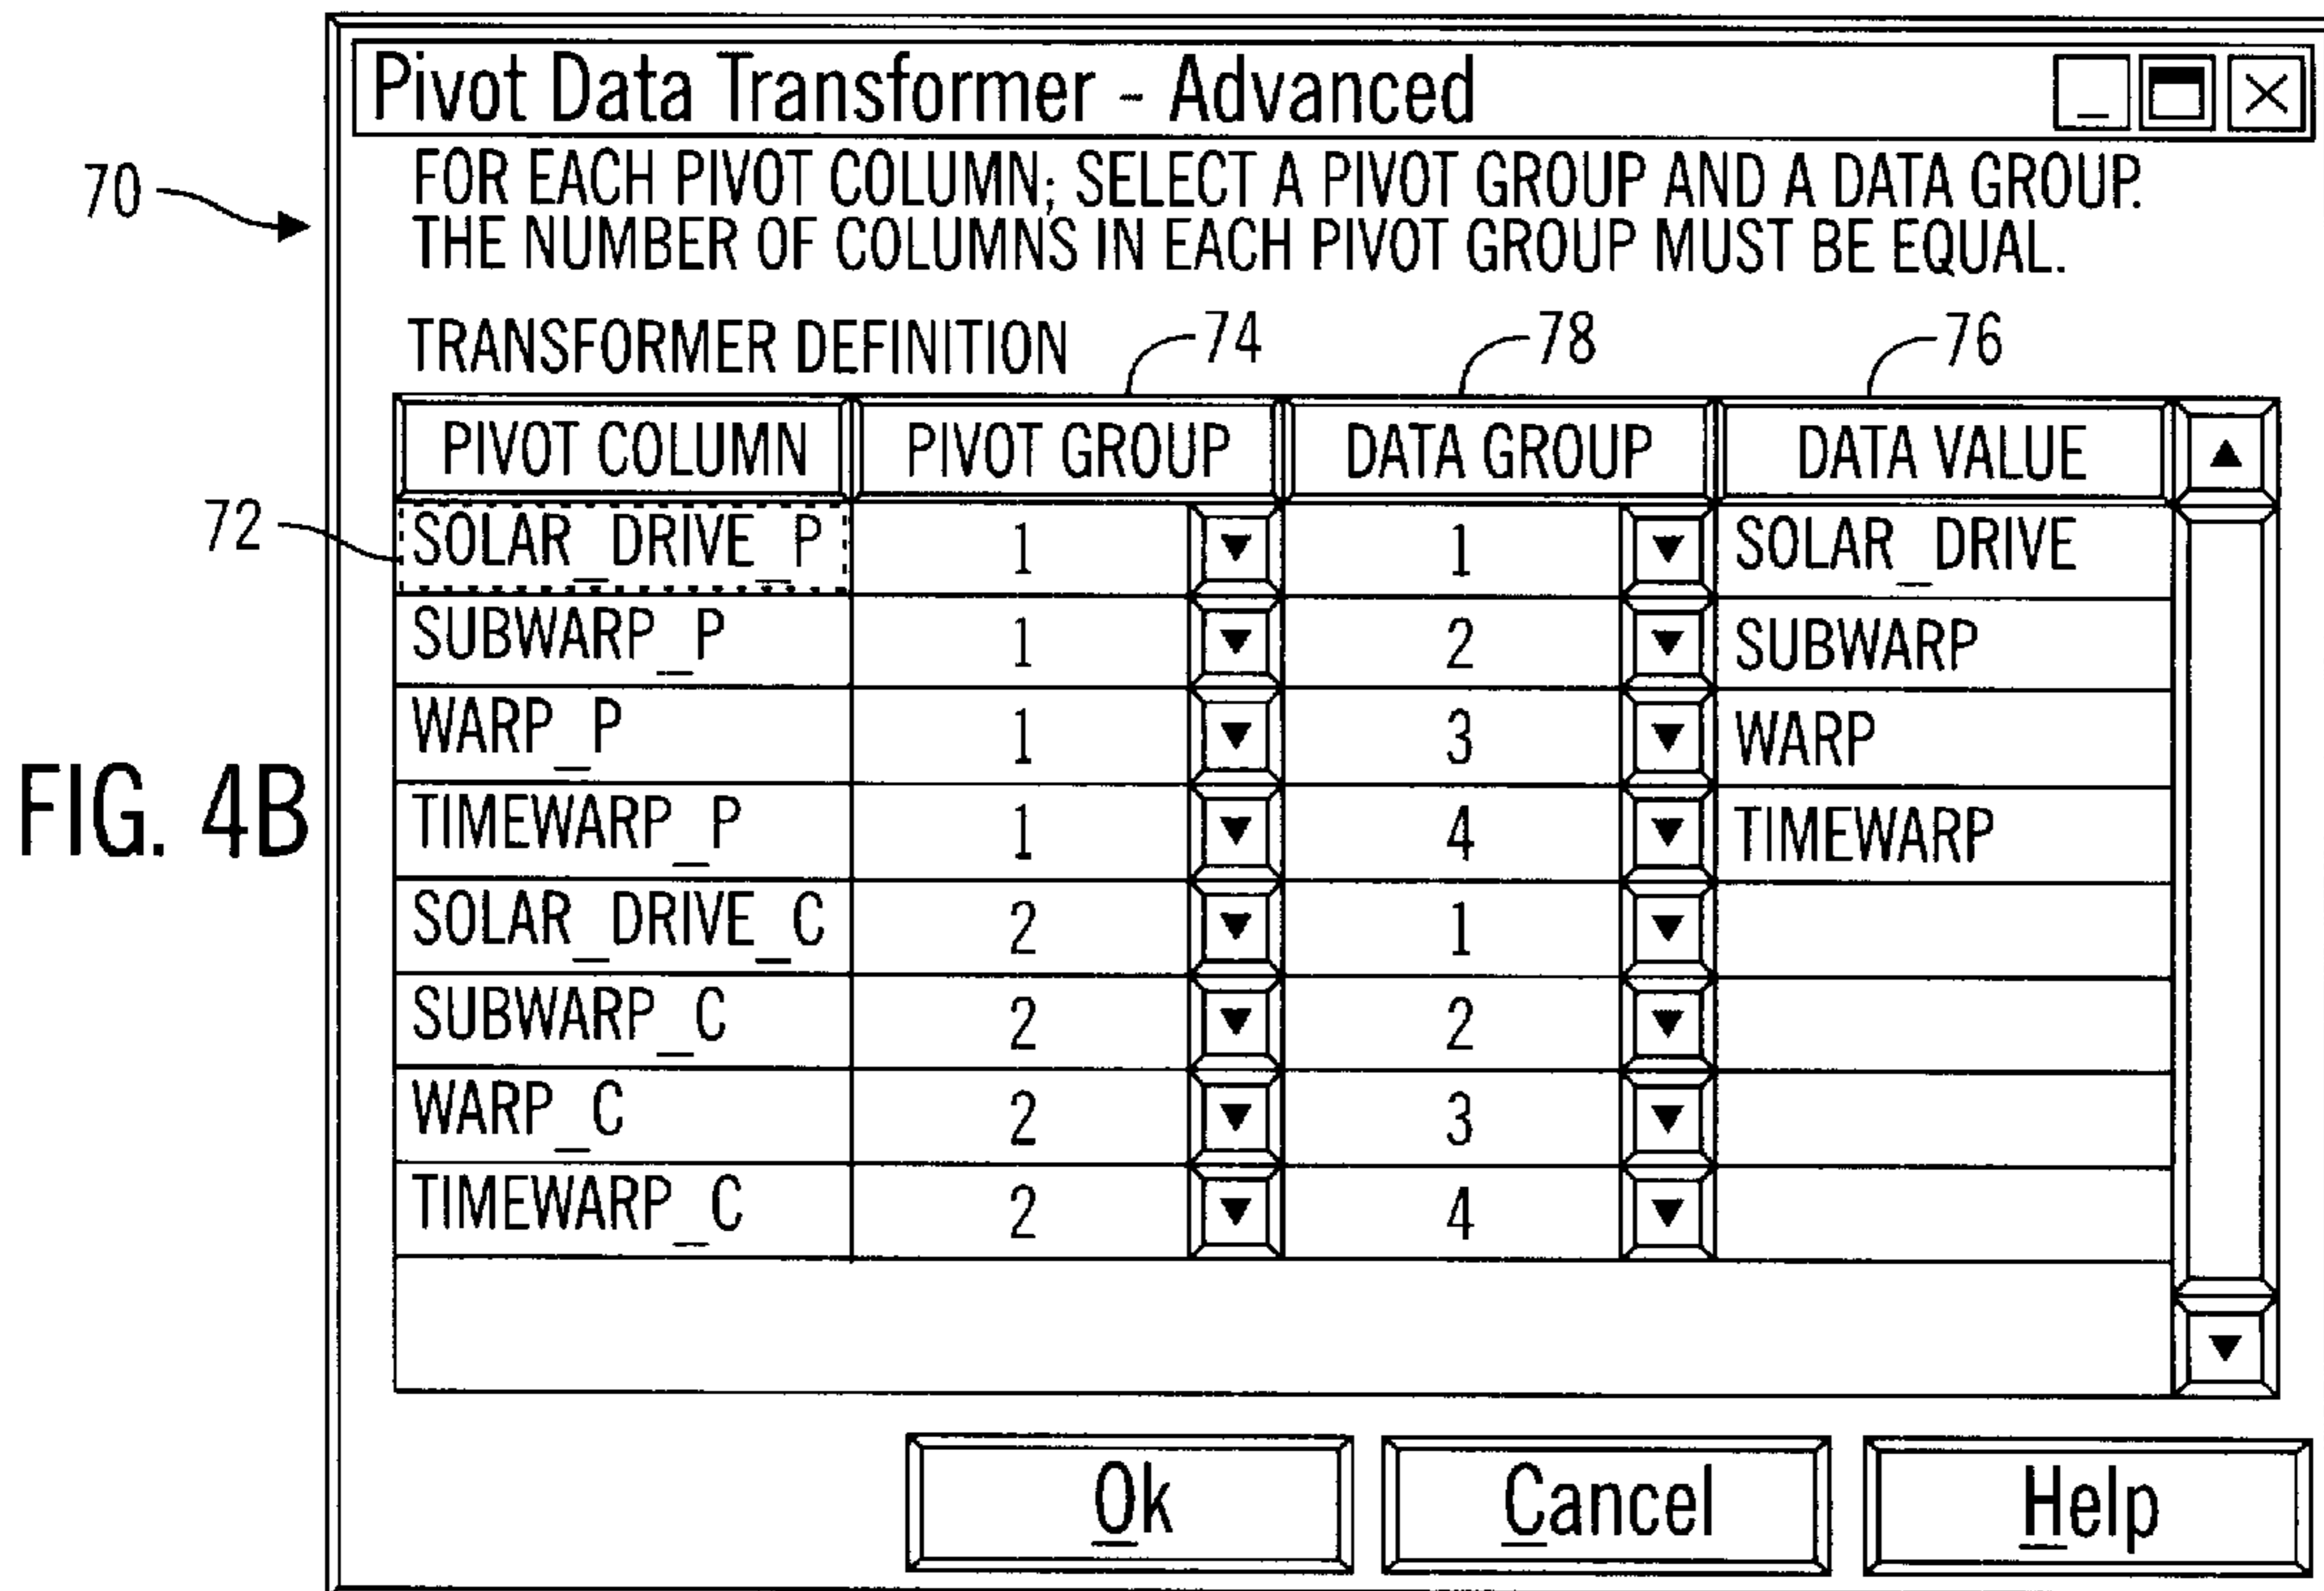 Pivot Data Transformer - Advanced
70
FOR EACH PIVOT COLUMN; SELECT A PIVOT GROUP AND A DATA GROUP.
THE NUMBER OF COLUMNS IN EACH PIVOT GROUP MUST BE EQUAL.
TRANSFORMER DEFINITION 74 78 76
PIVOT COLUMN PIVOT GROUP DATA GROUP DATA VALUE
72 SOLAR_DRIVE_P 1 1 SOLAR_DRIVE
SUBWARP_P 1 2 SUBWARP
WARP_P 1 3 WARP
FIG. 4B
TIMEWARP_P 1 4 TIMEWARP
SOLAR_DRIVE_C 2 1
SUBWARP_C 2 2
WARP_C 2 3
TIMEWARP_C 2 4
Ok Cancel Help